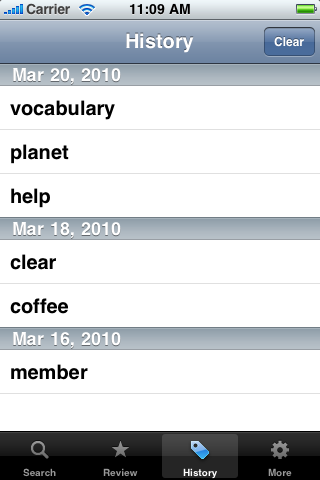 Carrier 11:09 AM
History Clear
Mar 20, 2010
vocabulary
planet
help
Mar 18, 2010
clear
coffee
Mar 16, 2010
member
Search Review History More